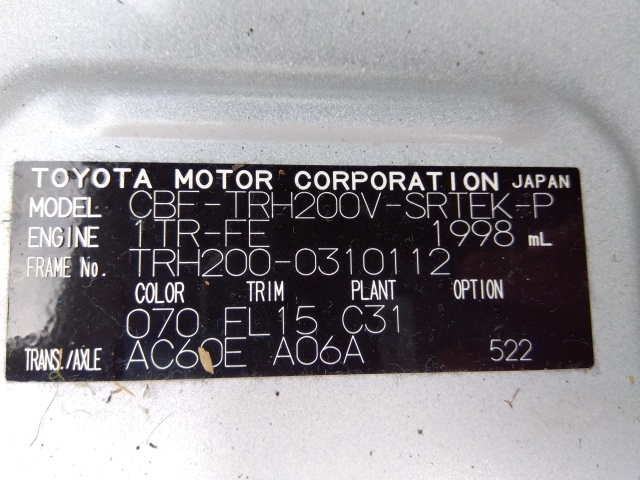 TOYOTA MOTOR CORPORATION JAPAN
MODEL CBF-TRH200V-SRTEK-P
ENGINE 1TR-FE 1998 mL
FRAME No. TRH200-0310112
COLOR TRIM PLANT OPTION
070 FL15 C31
TRANS./AXLE AC60E A06A 522